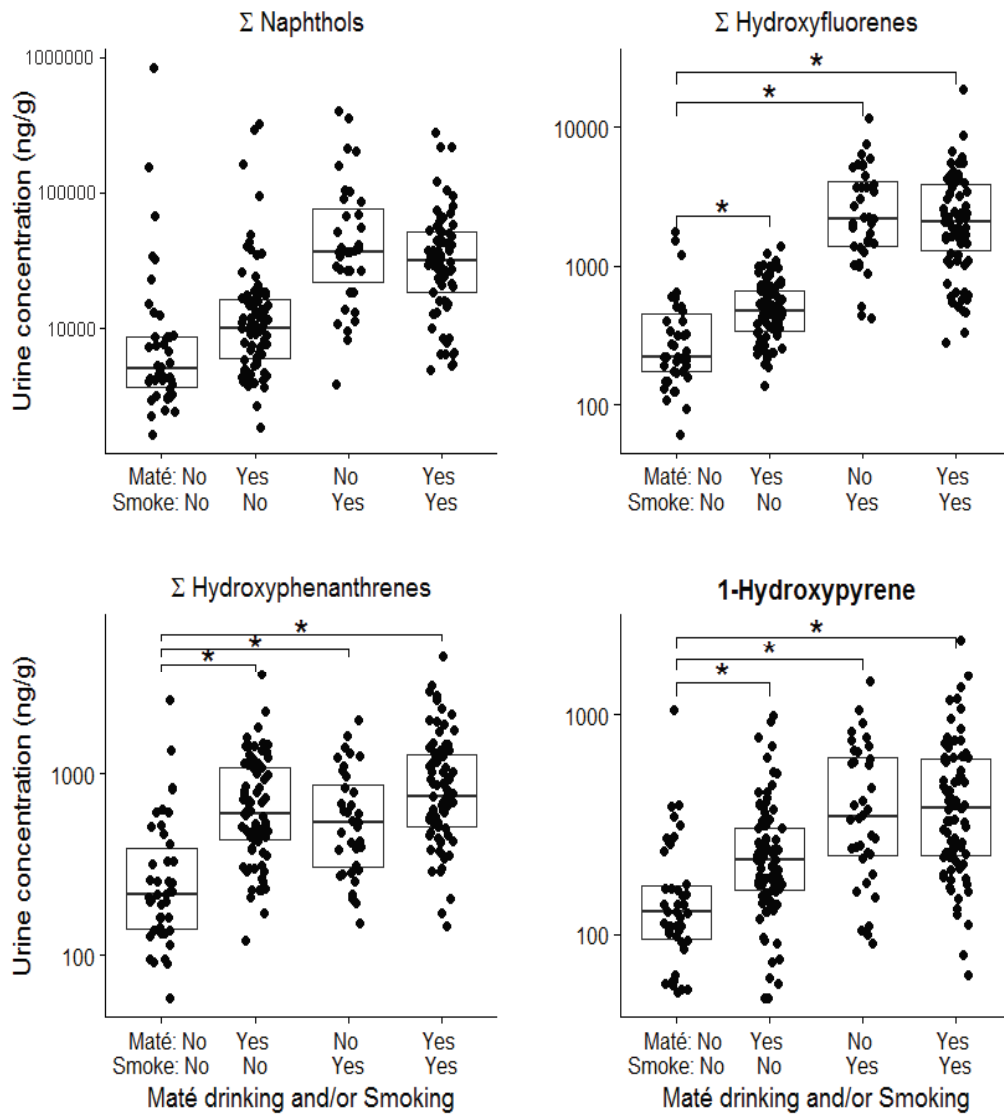 Σ Naphthols
Urine concentration (ng/g)
1000000
100000
10000
Maté: No Yes No Yes
Smoke: No No Yes Yes
Σ Hydroxyfluorenes
10000
1000
100
* * *
Maté: No Yes No Yes
Smoke: No No Yes Yes
Σ Hydroxyphenanthrenes
Urine concentration (ng/g)
1000
100
* * *
Maté: No Yes No Yes
Smoke: No No Yes Yes
Maté drinking and/or Smoking
1-Hydroxypyrene
1000
100
* * *
Maté: No Yes No Yes
Smoke: No No Yes Yes
Maté drinking and/or Smoking